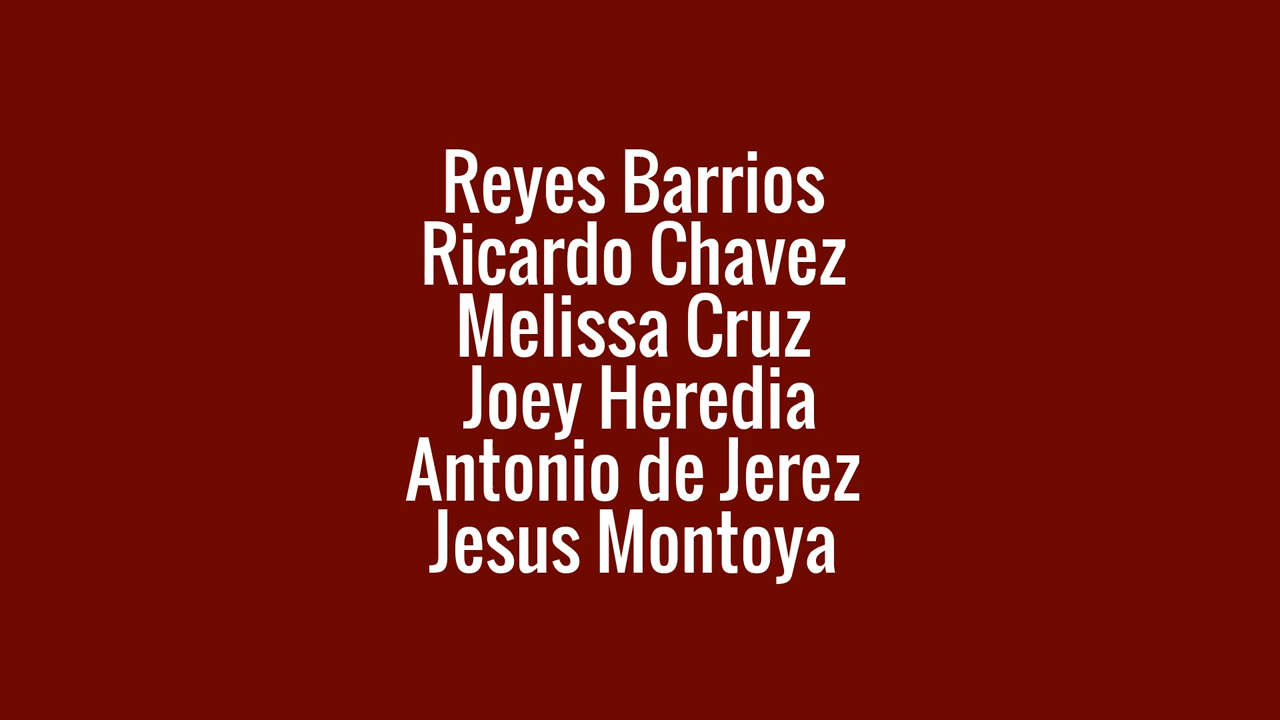 Reyes Barrios
Ricardo Chavez
Melissa Cruz
Joey Heredia
Antonio de Jerez
Jesus Montoya